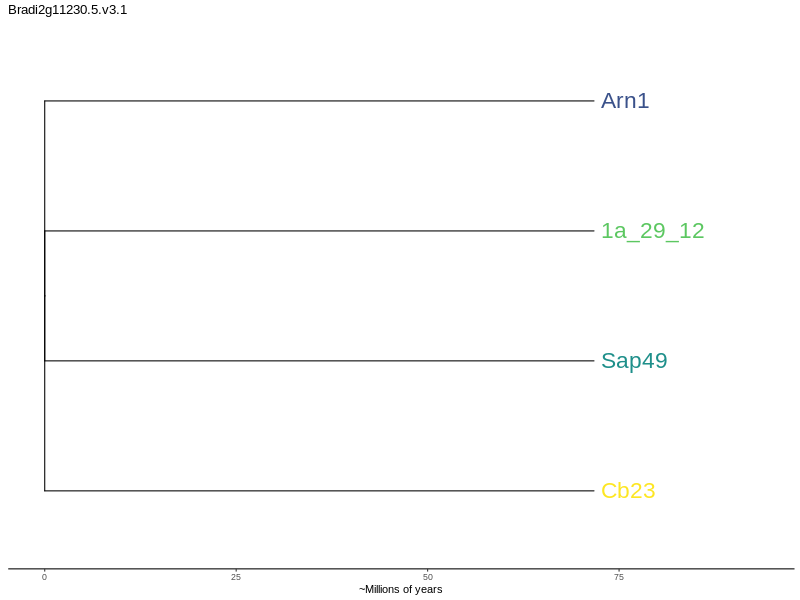 Bradi2g11230.5.v3.1
Arn1
1a_29_12
Sap49
Cb23
0 25 50 75
~Millions of years